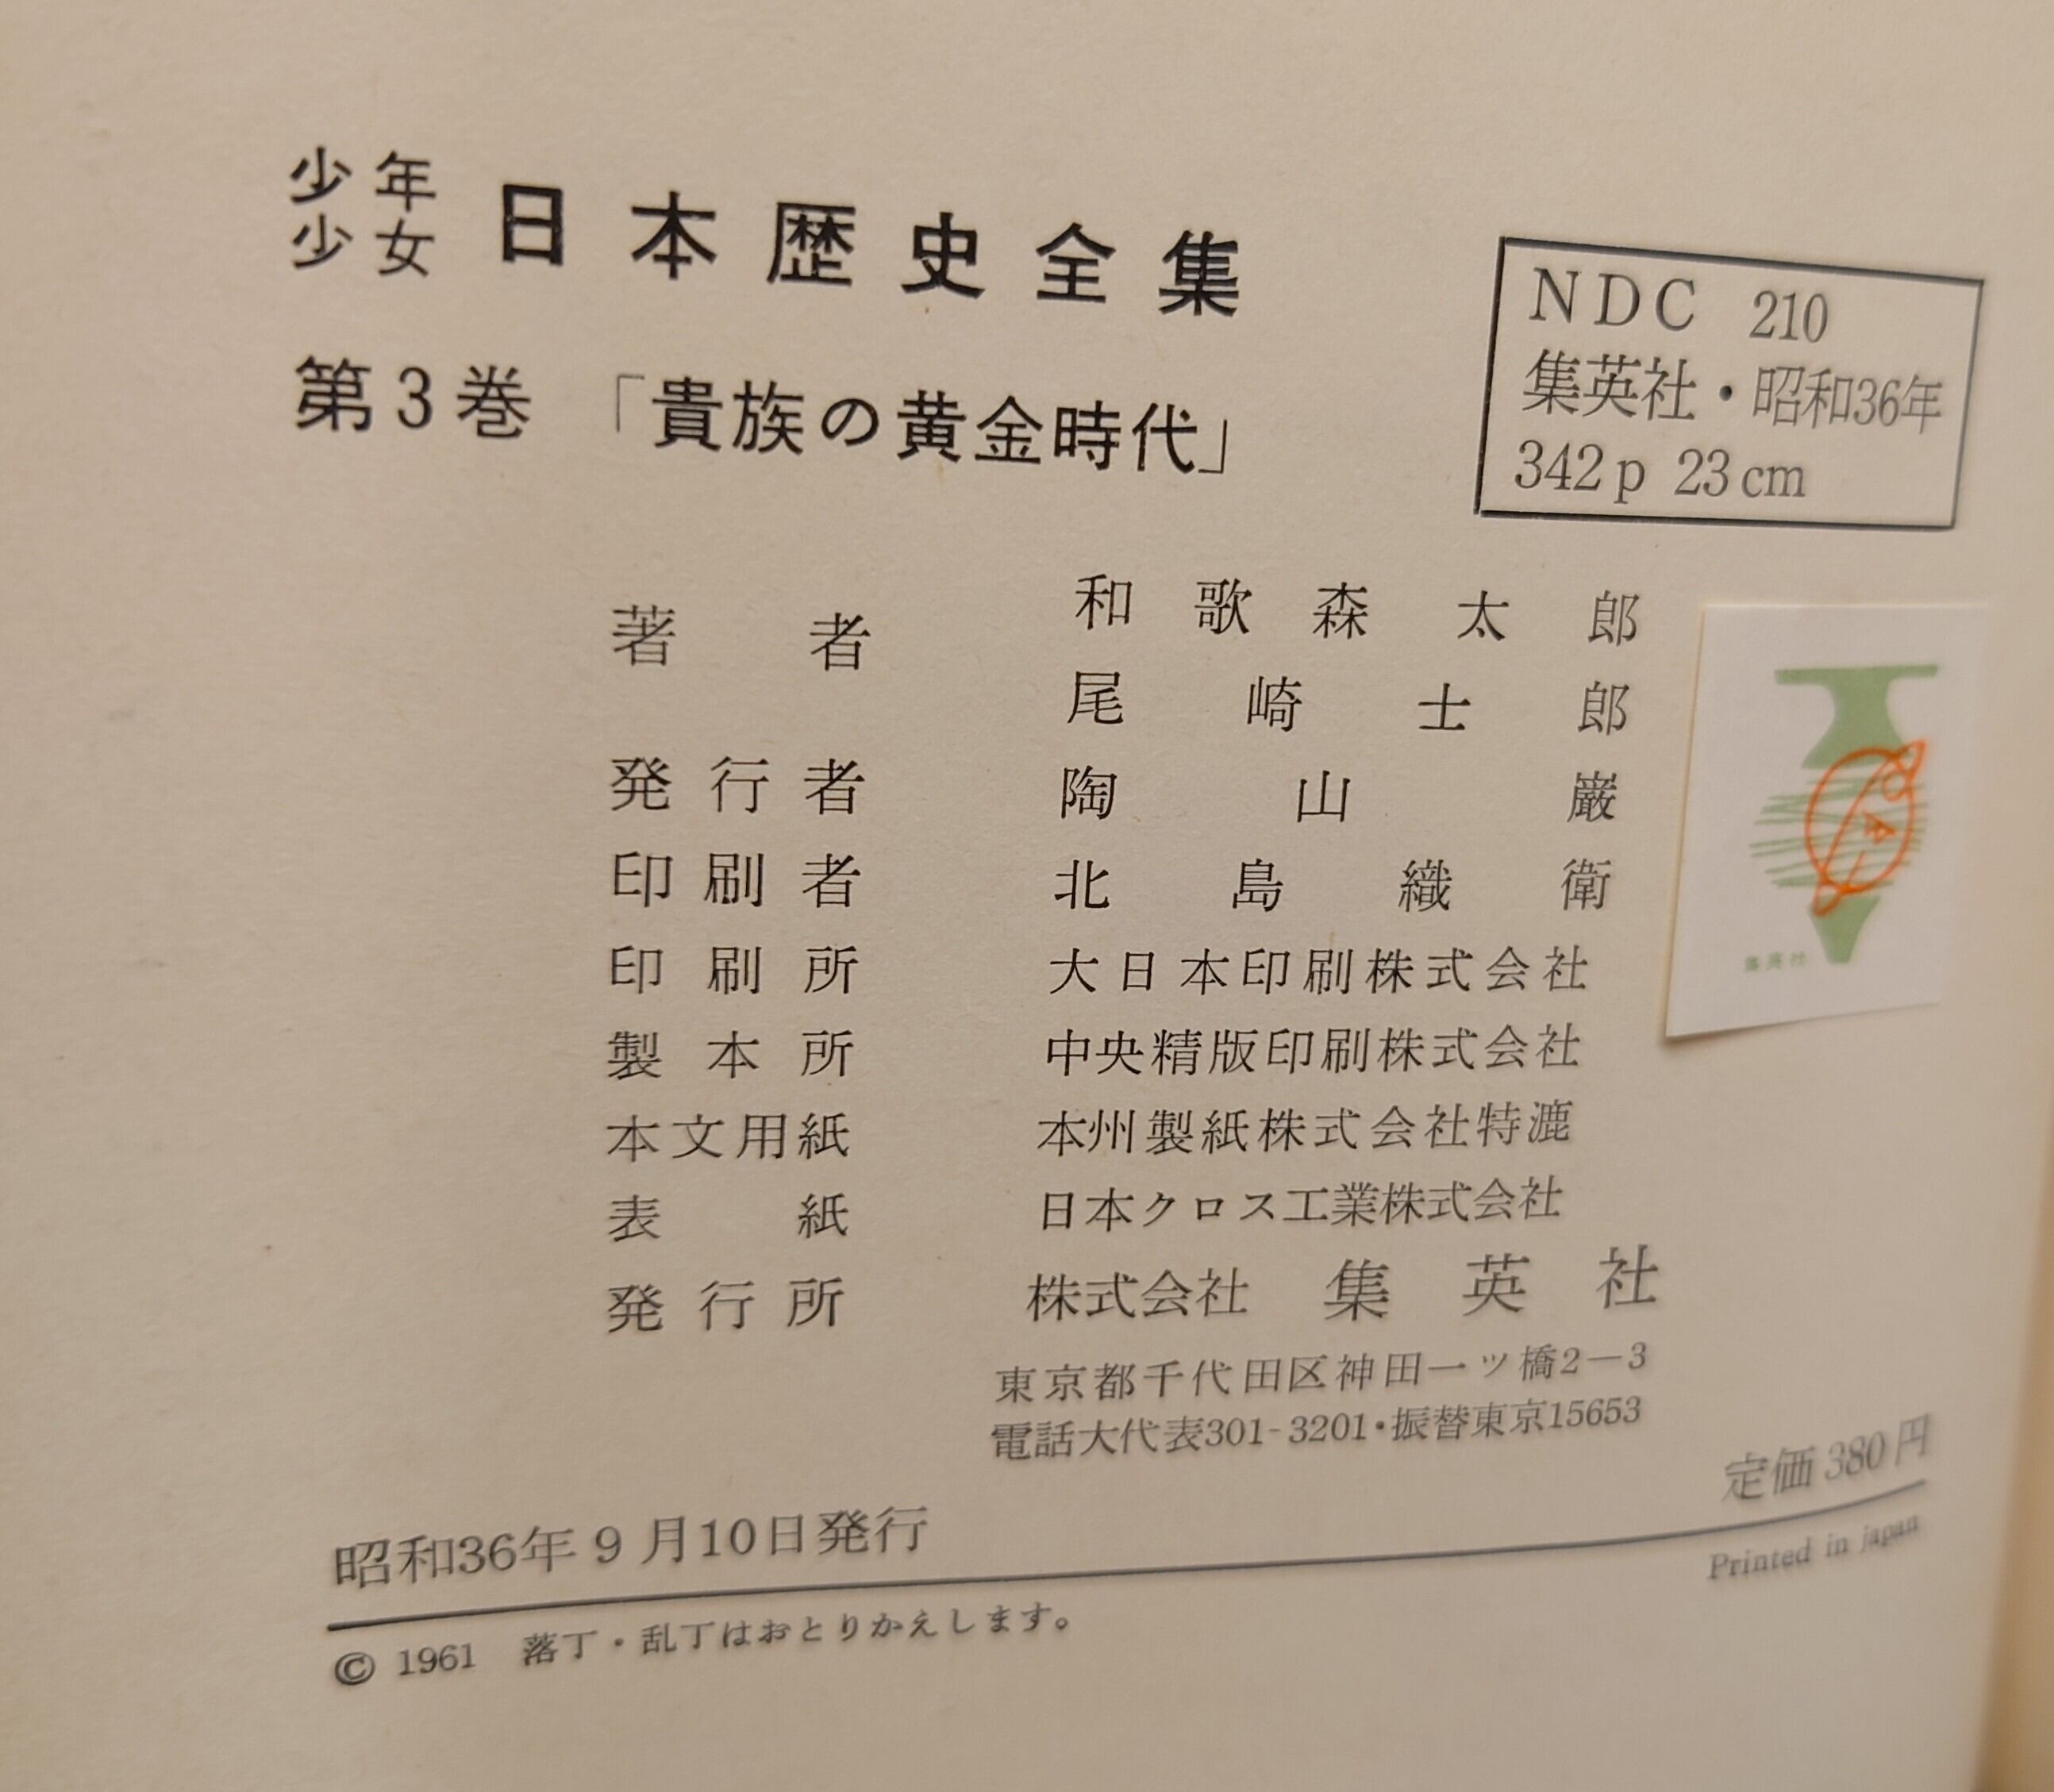 少年
少女 日本歴史全集
第3巻 「貴族の黄金時代」
NDC 210
集英社・昭和36年
342p 23cm
著者 和歌森太郎
尾崎士郎
発行者 陶山巌
印刷者 北島織衛
印刷所 大日本印刷株式会社
製本所 中央精版印刷株式会社
本文用紙 本州製紙株式会社特漉
表紙 日本クロス工業株式会社
発行所 株式会社 集英社
東京都千代田区神田一ツ橋2−3
電話大代表301-3201・振替東京15653
集英社
定価380円
昭和36年9月10日発行
Printed in japan
© 1961 落丁・乱丁はおとりかえします。